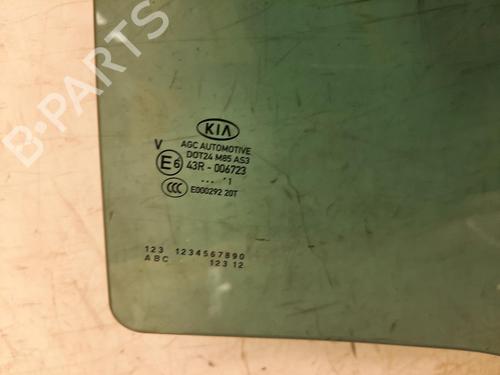 B-PARTS
KIA
AGC AUTOMOTIVE
V DOT24 M85 AS3
E6 43R - 006723
... '1
CCC E000292 20T
123 1234567890
ABC 123 12
B-PARTS